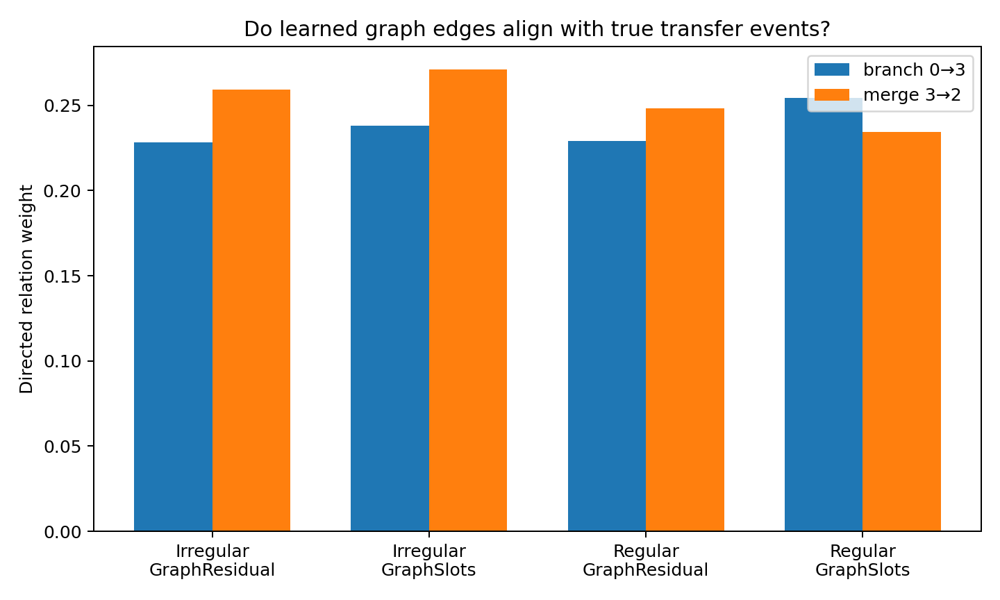 Do learned graph edges align with true transfer events?
branch 0→3
merge 3→2
Directed relation weight
0.25
0.20
0.15
0.10
0.05
0.00
Irregular
GraphResidual
Irregular
GraphSlots
Regular
GraphResidual
Regular
GraphSlots